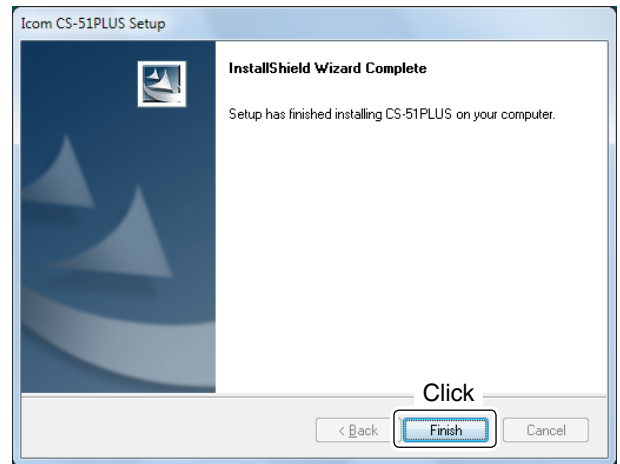 Icom CS-51PLUS Setup
InstallShield Wizard Complete
Setup has finished installing CS-51PLUS on your computer.
Click
< Back Finish Cancel